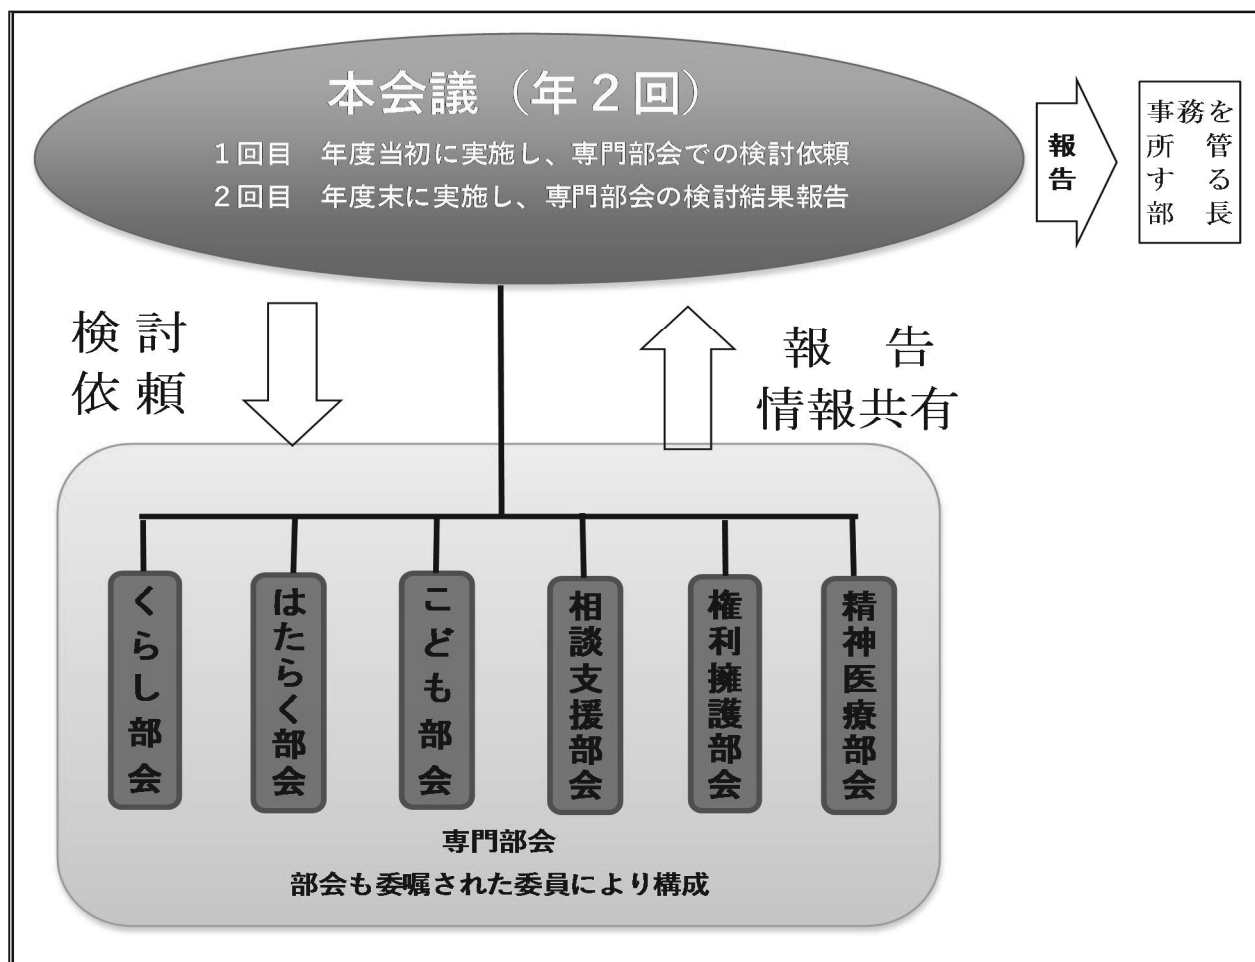 本会議（年２回）
１回目　年度当初に実施し、専門部会での検討依頼
２回目　年度末に実施し、専門部会の検討結果報告
報告
事務を
所　管
す　る
部　長
検 討
依 頼
報　告
情報共有
くらし部会
はたらく部会
こども部会
相談支援部会
権利擁護部会
精神医療部会
専門部会
部会も委嘱された委員により構成